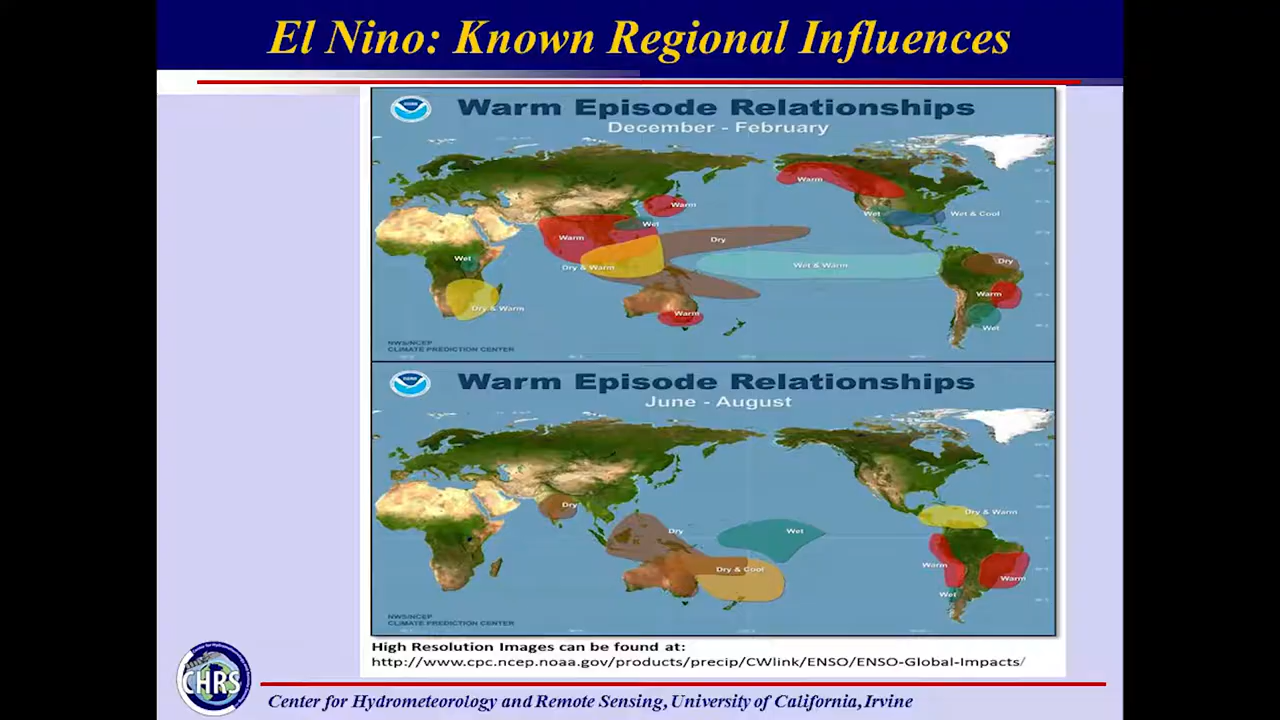 El Nino: Known Regional Influences
Warm Episode Relationships
December - February
Warm
Warm
Wet
Wet & Cool
Wet
Warm
Dry
Wet
Dry & Warm
Wet & Warm
Dry
Warm
Dry & Warm
Warm
Wet
NWS/NCEP
CLIMATE PREDICTION CENTER
Warm Episode Relationships
June - August
Dry
Dry & Warm
Dry
Wet
Warm
Dry & Cool
Warm
Wet
NWS/NCEP
CLIMATE PREDICTION CENTER
High Resolution Images can be found at:
http://www.cpc.ncep.noaa.gov/products/precip/CWlink/ENSO/ENSO-Global-Impacts/
CHRS
Center for Hydrometeorology and Remote Sensing, University of California, Irvine